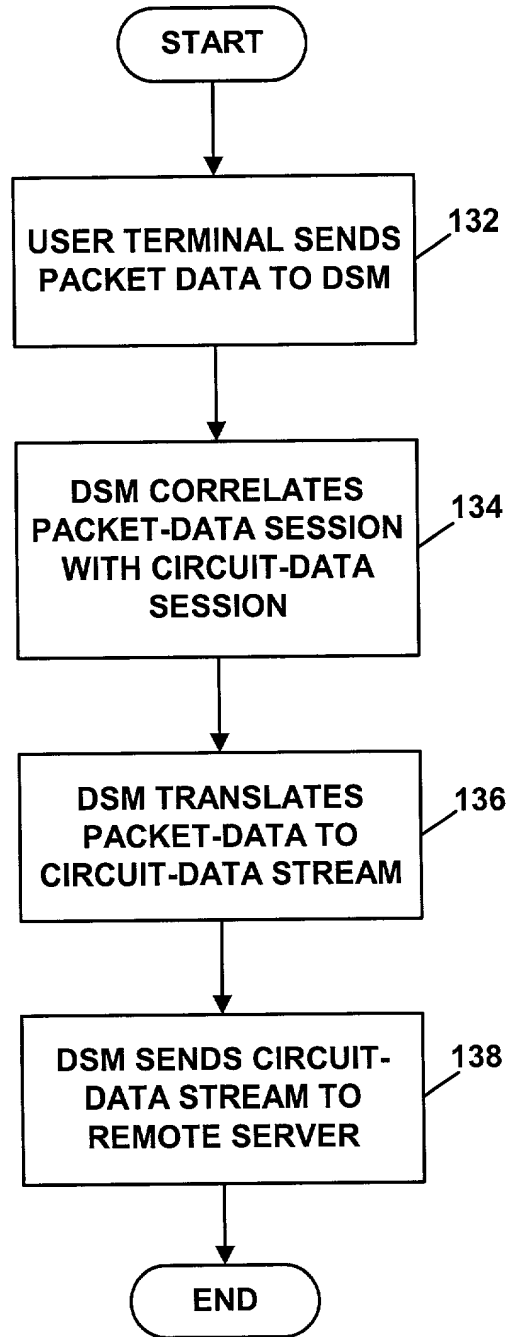 START
USER TERMINAL SENDS
PACKET DATA TO DSM
132
DSM CORRELATES
PACKET-DATA SESSION
WITH CIRCUIT-DATA
SESSION
134
DSM TRANSLATES
PACKET-DATA TO
CIRCUIT-DATA STREAM
136
DSM SENDS CIRCUIT-
DATA STREAM TO
REMOTE SERVER
138
END